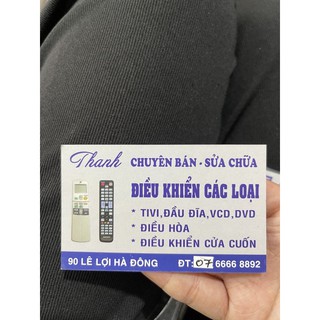 Thanh CHUYÊN BÁN - SỬA CHỮA
ĐIỀU KHIỂN CÁC LOẠI
* TIVI,ĐẦU ĐĨA,VCD,DVD
* ĐIỀU HÒA
* ĐIỀU KHIỂN CỬA CUỐN
90 LÊ LỢI HÀ ĐÔNG ĐT: 07 6666 8892